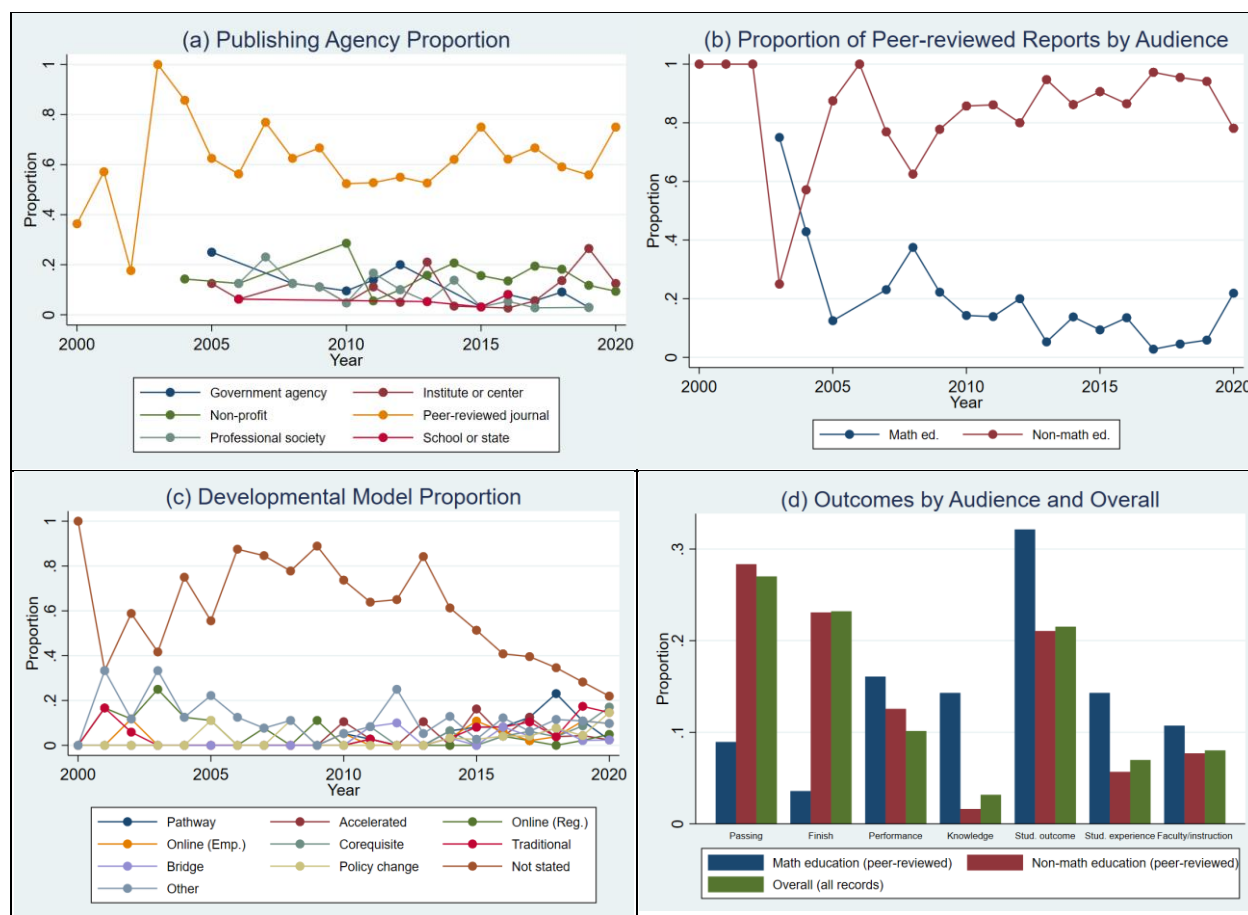 (a) Publishing Agency Proportion
Proportion
1
.8
.6
.4
.2
0
2000 2005 2010 2015 2020
Year
Government agency Institute or center
Non-profit Peer-reviewed journal
Professional society School or state
(b) Proportion of Peer-reviewed Reports by Audience
Proportion
1
.8
.6
.4
.2
0
2000 2005 2010 2015 2020
Year
Math ed. Non-math ed.
(c) Developmental Model Proportion
Proportion
1
.8
.6
.4
.2
0
2000 2005 2010 2015 2020
Year
Pathway Accelerated Online (Reg.)
Online (Emp.) Corequisite Traditional
Bridge Policy change Not stated
Other
(d) Outcomes by Audience and Overall
Proportion
.3
.2
.1
0
Passing Finish Performance Knowledge Stud. outcome Stud. experience Faculty/instruction
Math education (peer-reviewed) Non-math education (peer-reviewed)
Overall (all records)